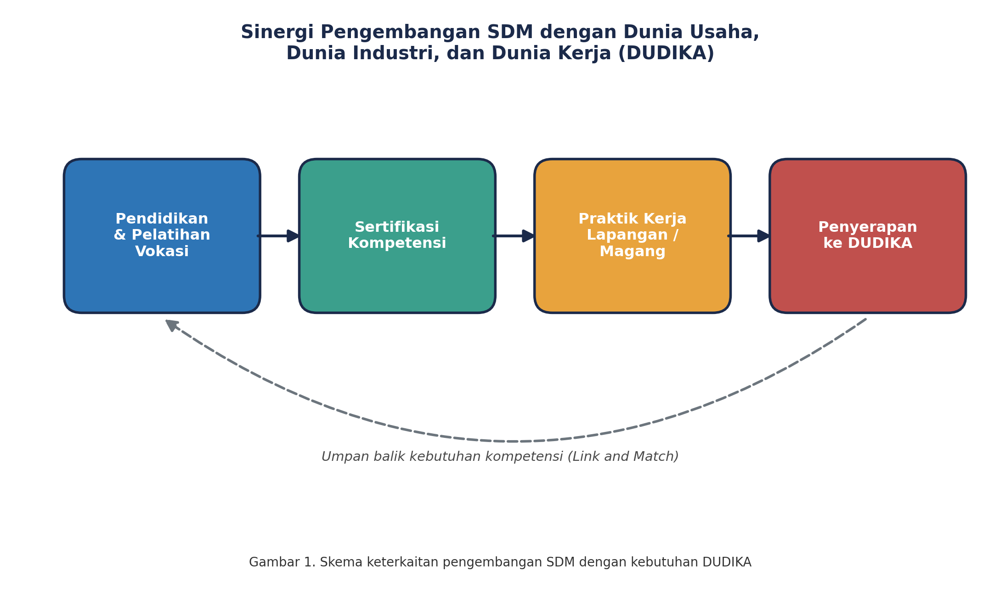 Sinergi Pengembangan SDM dengan Dunia Usaha,
Dunia Industri, dan Dunia Kerja (DUDIKA)
Pendidikan
& Pelatihan
Vokasi
Sertifikasi
Kompetensi
Praktik Kerja
Lapangan /
Magang
Penyerapan
ke DUDIKA
Umpan balik kebutuhan kompetensi (Link and Match)
Gambar 1. Skema keterkaitan pengembangan SDM dengan kebutuhan DUDIKA